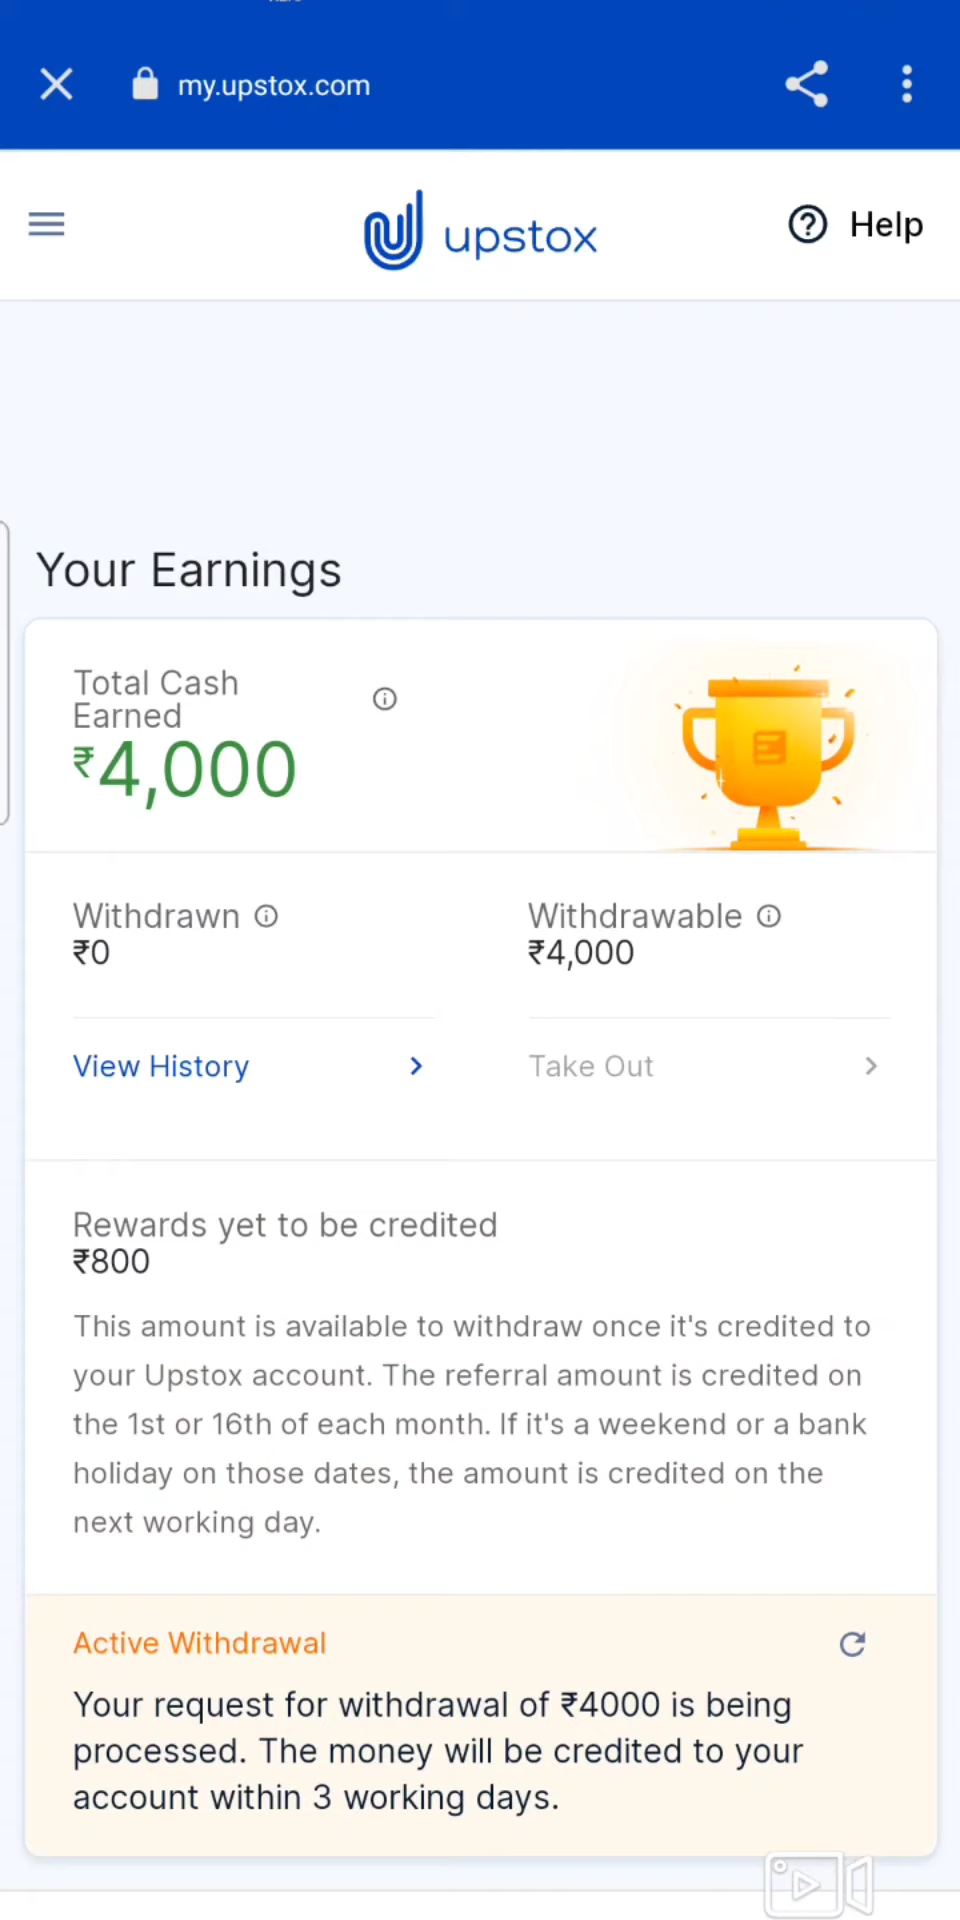 my.upstox.com
upstox
Help
Your Earnings
Total Cash
Earned
₹4,000
Withdrawn
₹0
Withdrawable
₹4,000
View History
Take Out
Rewards yet to be credited
₹800
This amount is available to withdraw once it's credited to
your Upstox account. The referral amount is credited on
the 1st or 16th of each month. If it's a weekend or a bank
holiday on those dates, the amount is credited on the
next working day.
Active Withdrawal
Your request for withdrawal of ₹4000 is being
processed. The money will be credited to your
account within 3 working days.